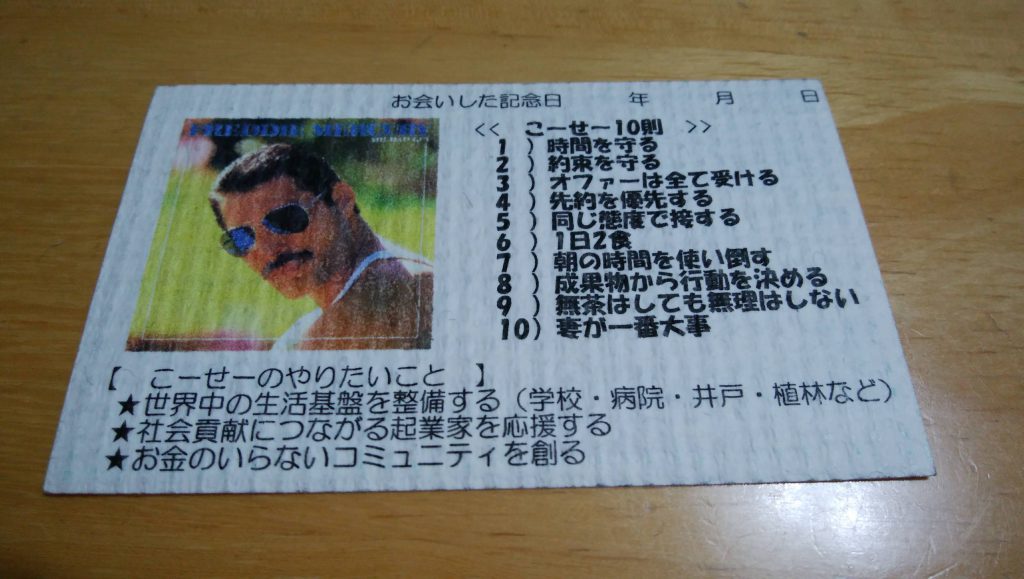 お会いした記念日　　年　　月　　日
FREDDIE MERCURY
<<　こーせー10則　>>
1）時間を守る
2）約束を守る
3）オファーは全て受ける
4）先約を優先する
5）同じ態度で接する
6）1日2食
7）朝の時間を使い倒す
8）成果物から行動を決める
9）無茶はしても無理はしない
10）妻が一番大事
【　こーせーのやりたいこと　】
★世界中の生活基盤を整備する（学校・病院・井戸・植林など）
★社会貢献につながる起業家を応援する
★お金のいらないコミュニティを創る